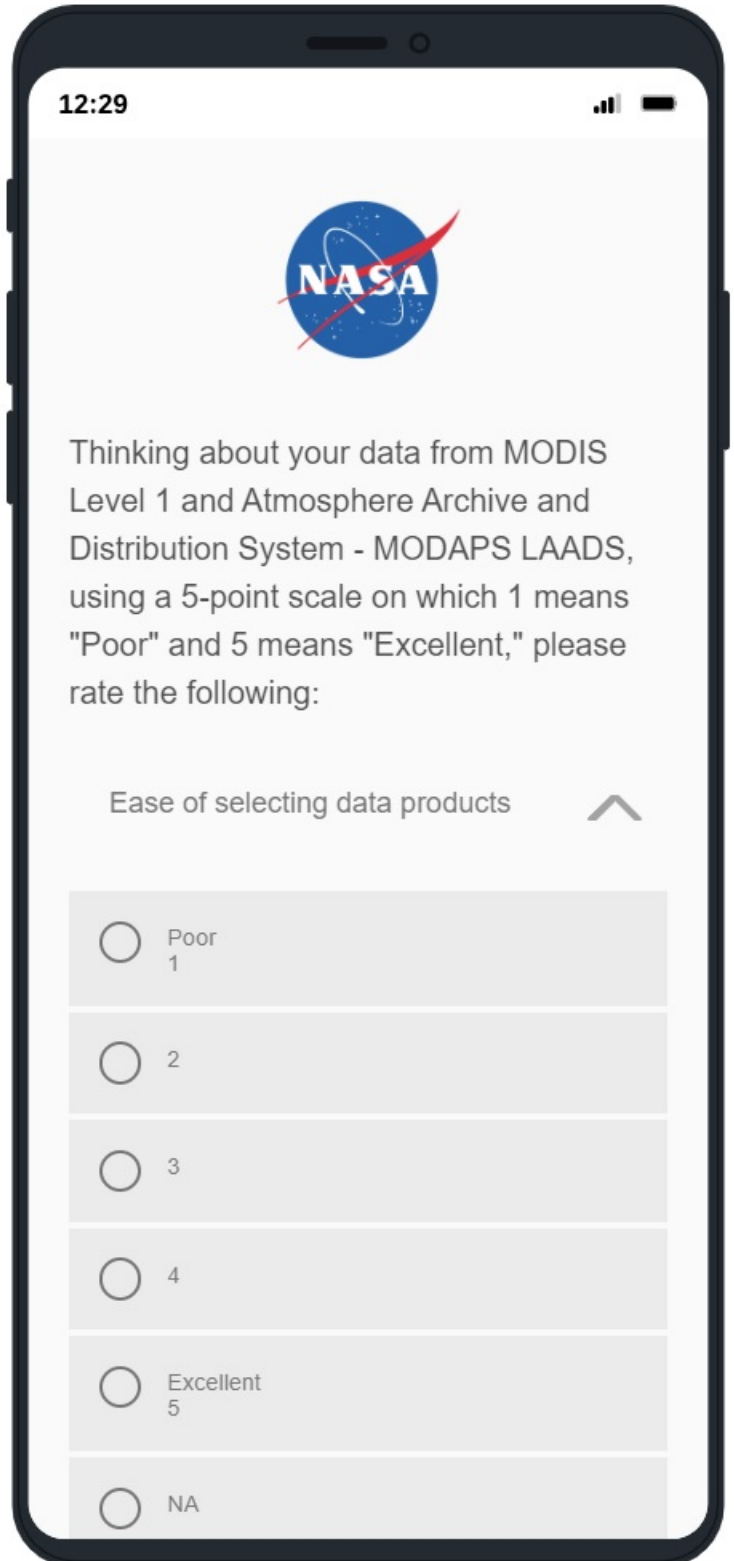 12:29
NASA
Thinking about your data from MODIS
Level 1 and Atmosphere Archive and
Distribution System - MODAPS LAADS,
using a 5-point scale on which 1 means
"Poor" and 5 means "Excellent," please
rate the following:
Ease of selecting data products
Poor
1
2
3
4
Excellent
5
NA